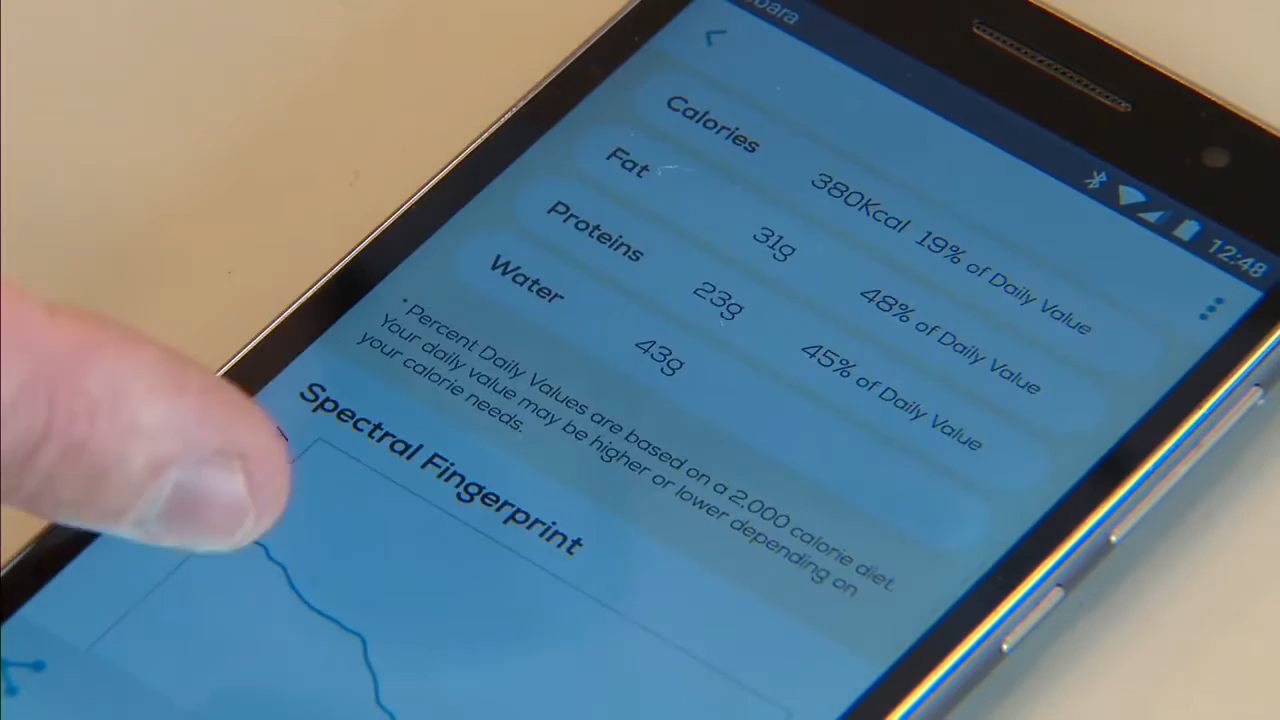 12:48
Calories 380Kcal 19% of Daily Value
Fat 31g 48% of Daily Value
Proteins 23g 45% of Daily Value
Water 43g
*Percent Daily Values are based on a 2,000 calorie diet.
Your daily value may be higher or lower depending on
your calorie needs.
Spectral Fingerprint